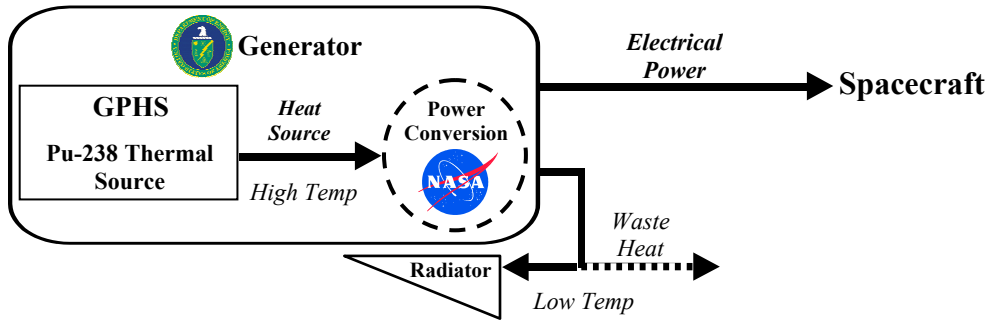 Generator
GPHS
Pu-238 Thermal
Source
Heat
Source
High Temp
Power
Conversion
NASA
Electrical
Power
Spacecraft
Waste
Heat
Radiator
Low Temp